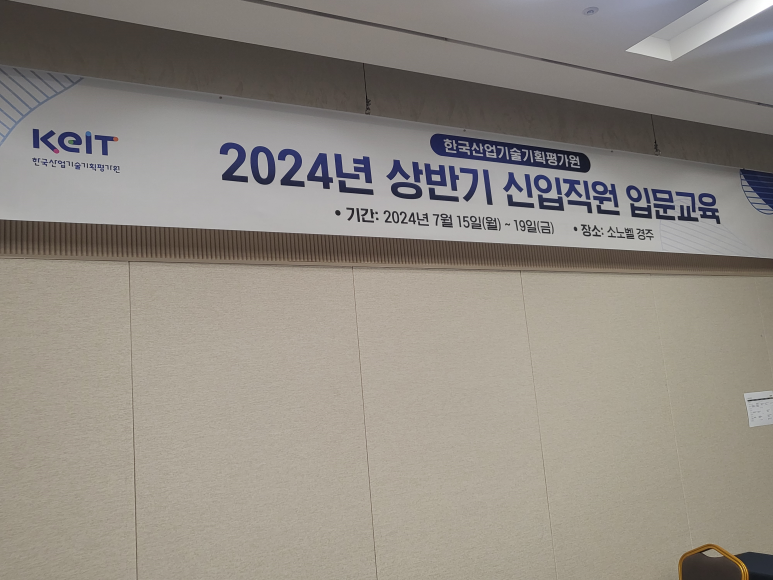 KEIT
한국산업기술기획평가원
한국산업기술기획평가원
2024년 상반기 신입직원 입문교육
• 기간: 2024년 7월 15일(월) ~ 19일(금) • 장소: 소노벨 경주